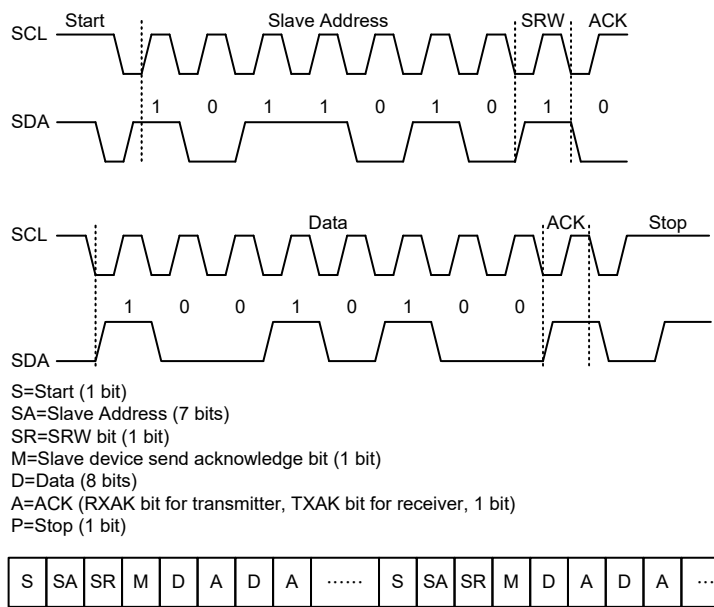 Start Slave Address SRW ACK
SCL
1 0 1 1 0 1 0 1 0
SDA
Data ACK Stop
SCL
1 0 0 1 0 1 0 0
SDA
S=Start (1 bit)
SA=Slave Address (7 bits)
SR=SRW bit (1 bit)
M=Slave device send acknowledge bit (1 bit)
D=Data (8 bits)
A=ACK (RXAK bit for transmitter, TXAK bit for receiver, 1 bit)
P=Stop (1 bit)
S SA SR M D A D A ······ S SA SR M D A D A ···